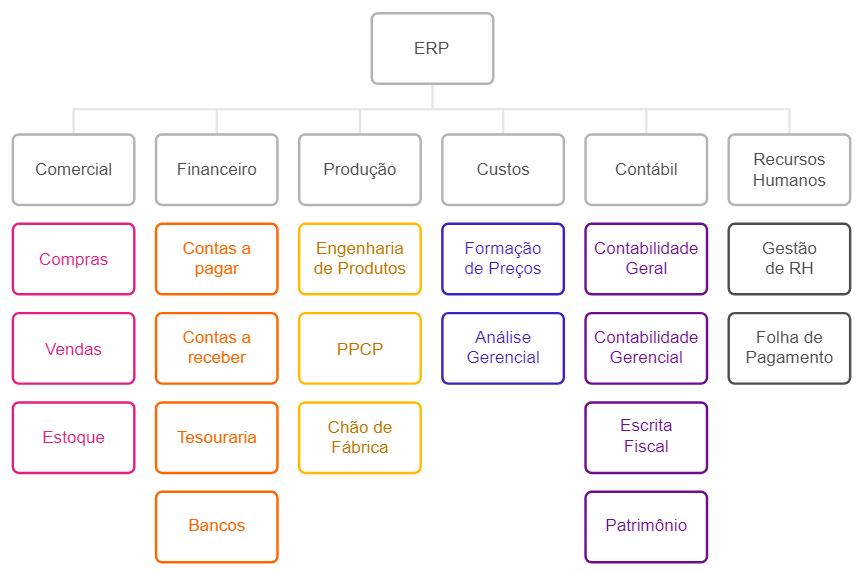 ERP
Comercial
Financeiro
Produção
Custos
Contábil
Recursos
Humanos
Compras
Contas a
pagar
Engenharia
de Produtos
Formação
de Preços
Contabilidade
Geral
Gestão
de RH
Vendas
Contas a
receber
PPCP
Análise
Gerencial
Contabilidade
Gerencial
Folha de
Pagamento
Estoque
Tesouraria
Chão de
Fábrica
Escrita
Fiscal
Bancos
Patrimônio